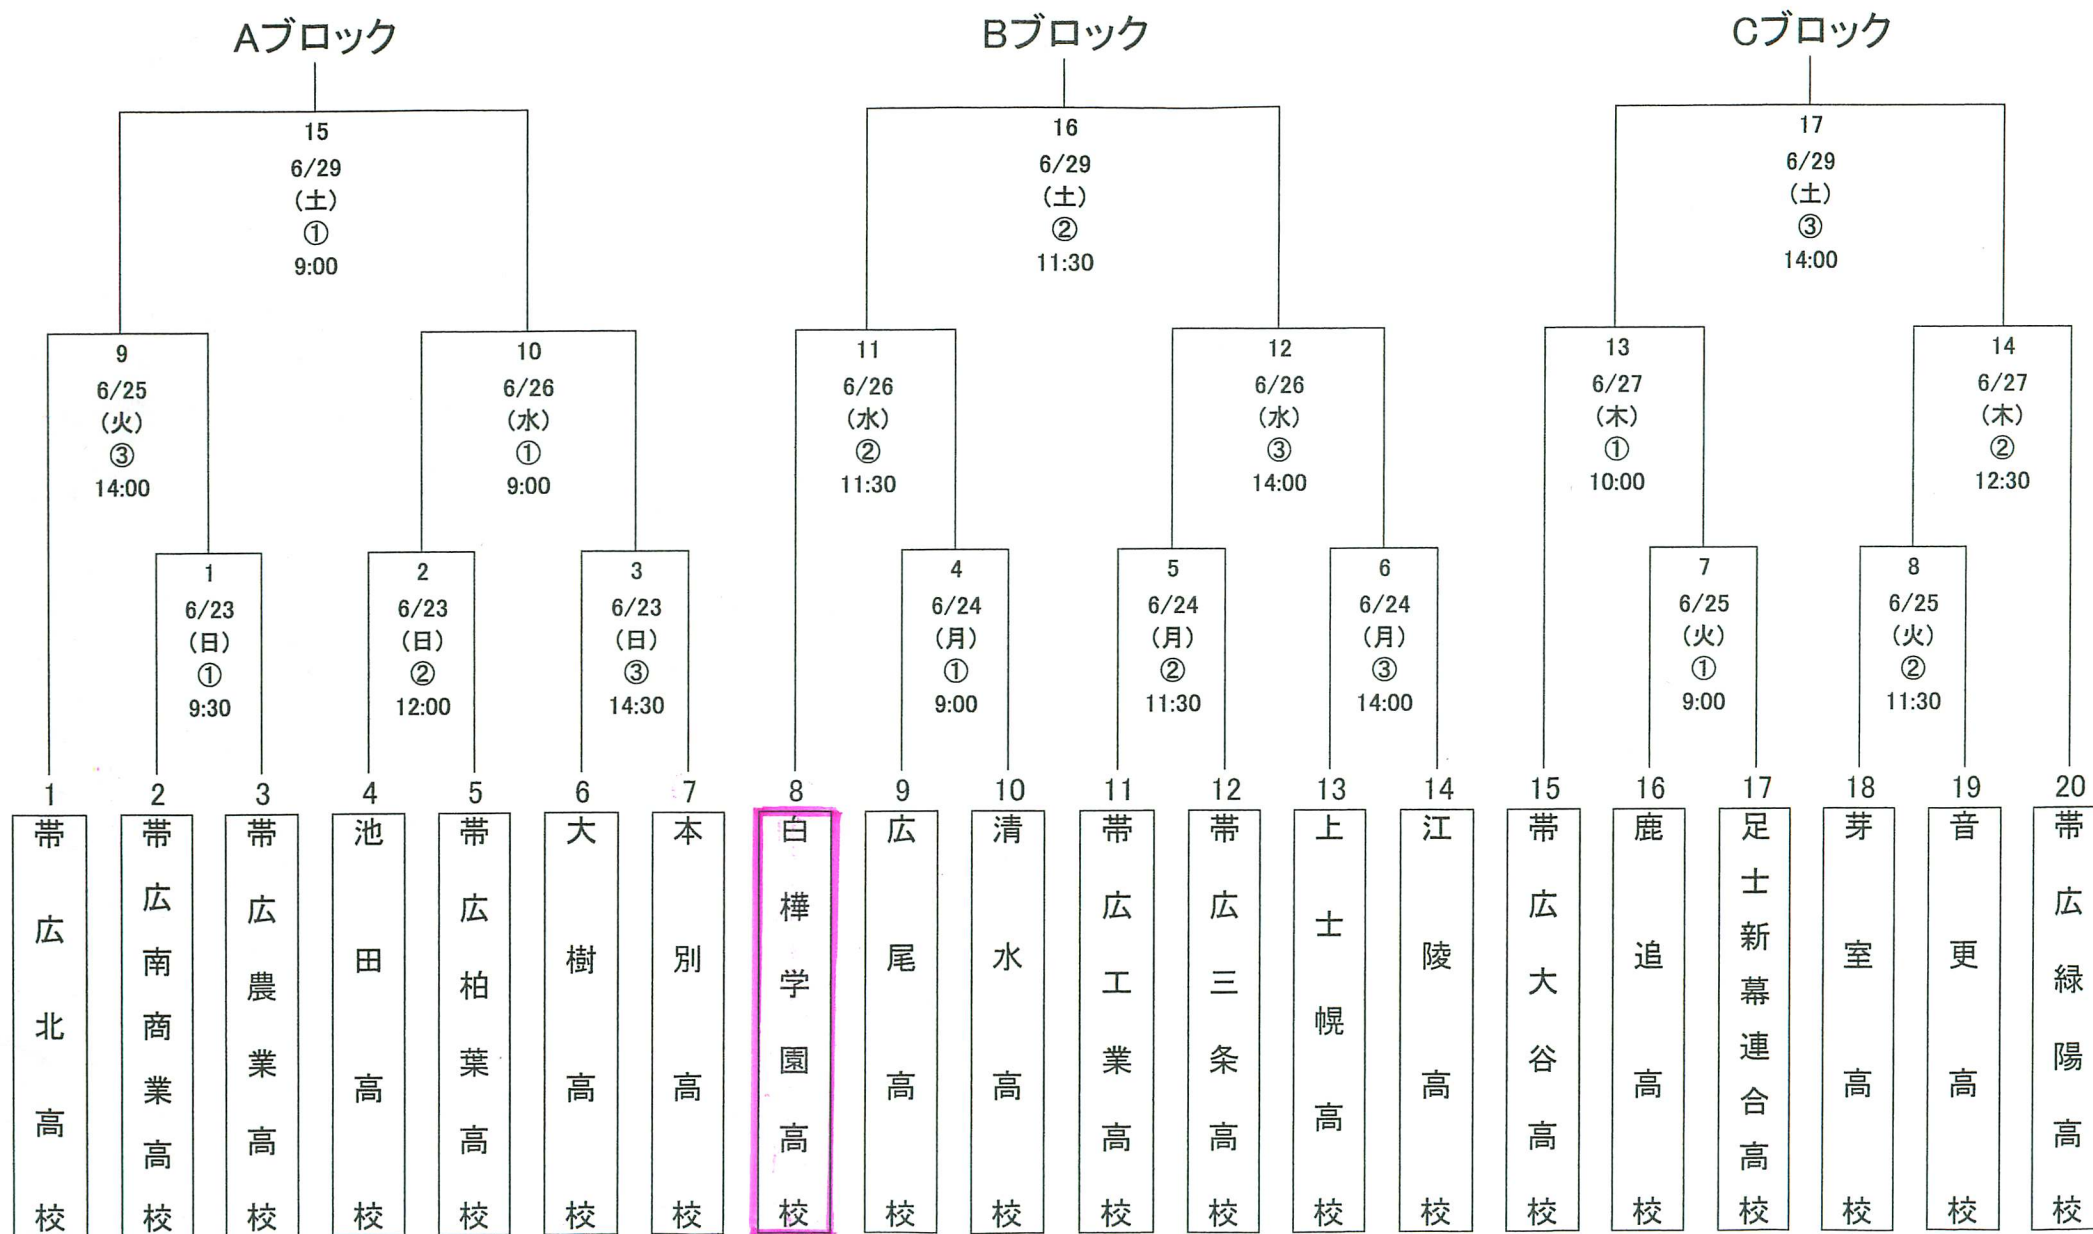 Aブロック
Bブロック
Cブロック
15
6/29
(土)
①
9:00
16
6/29
(土)
②
11:30
17
6/29
(土)
③
14:00
9
6/25
(火)
③
14:00
10
6/26
(水)
①
9:00
11
6/26
(水)
②
11:30
12
6/26
(水)
③
14:00
13
6/27
(木)
①
10:00
14
6/27
(木)
②
12:30
1
6/23
(日)
①
9:30
2
6/23
(日)
②
12:00
3
6/23
(日)
③
14:30
4
6/24
(月)
①
9:00
5
6/24
(月)
②
11:30
6
6/24
(月)
③
14:00
7
6/25
(火)
①
9:00
8
6/25
(火)
②
11:30
1
帯広北高校
2
帯広南商業高校
3
帯広農業高校
4
池田高校
5
帯広柏葉高校
6
大樹高校
7
本別高校
8
白樺学園高校
9
広尾高校
10
清水高校
11
帯広工業高校
12
帯広三条高校
13
上士幌高校
14
江陵高校
15
帯広大谷高校
16
鹿追高校
17
足士新幕連合高校
18
芽室高校
19
音更高校
20
帯広緑陽高校